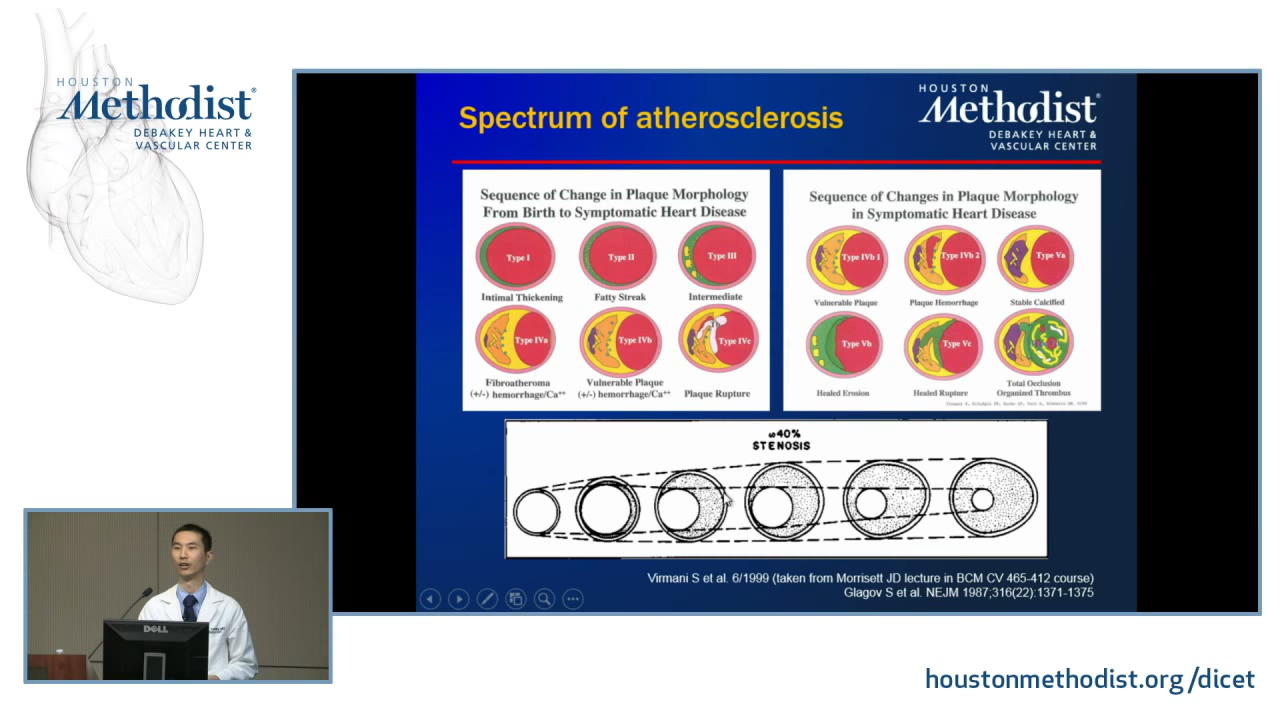 HOUSTON
Methodist®
DEBAKEY HEART &
VASCULAR CENTER
Spectrum of atherosclerosis
HOUSTON
Methodist®
DEBAKEY HEART &
VASCULAR CENTER
Sequence of Change in Plaque Morphology
From Birth to Symptomatic Heart Disease
Type I
Type II
Type III
Intimal Thickening
Fatty Streak
Intermediate
Type IVa
Type IVb
Type IVc
Fibroatheroma
(+/-) hemorrhage/Ca++
Vulnerable Plaque
(+/-) hemorrhage/Ca++
Plaque Rupture
Sequence of Changes in Plaque Morphology
in Symptomatic Heart Disease
Type IVb 1
Type IVb 2
Type Va
Vulnerable Plaque
Plaque Hemorrhage
Stable Calcified
Type Vb
Type Vc
Healed Erosion
Healed Rupture
Total Occlusion
Organized Thrombus
∽40%
STENOSIS
Virmani S et al. 6/1999 (taken from Morrisett JD lecture in BCM CV 465-412 course)
Glagov S et al. NEJM 1987;316(22):1371-1375
DELL
houstonmethodist.org/dicet